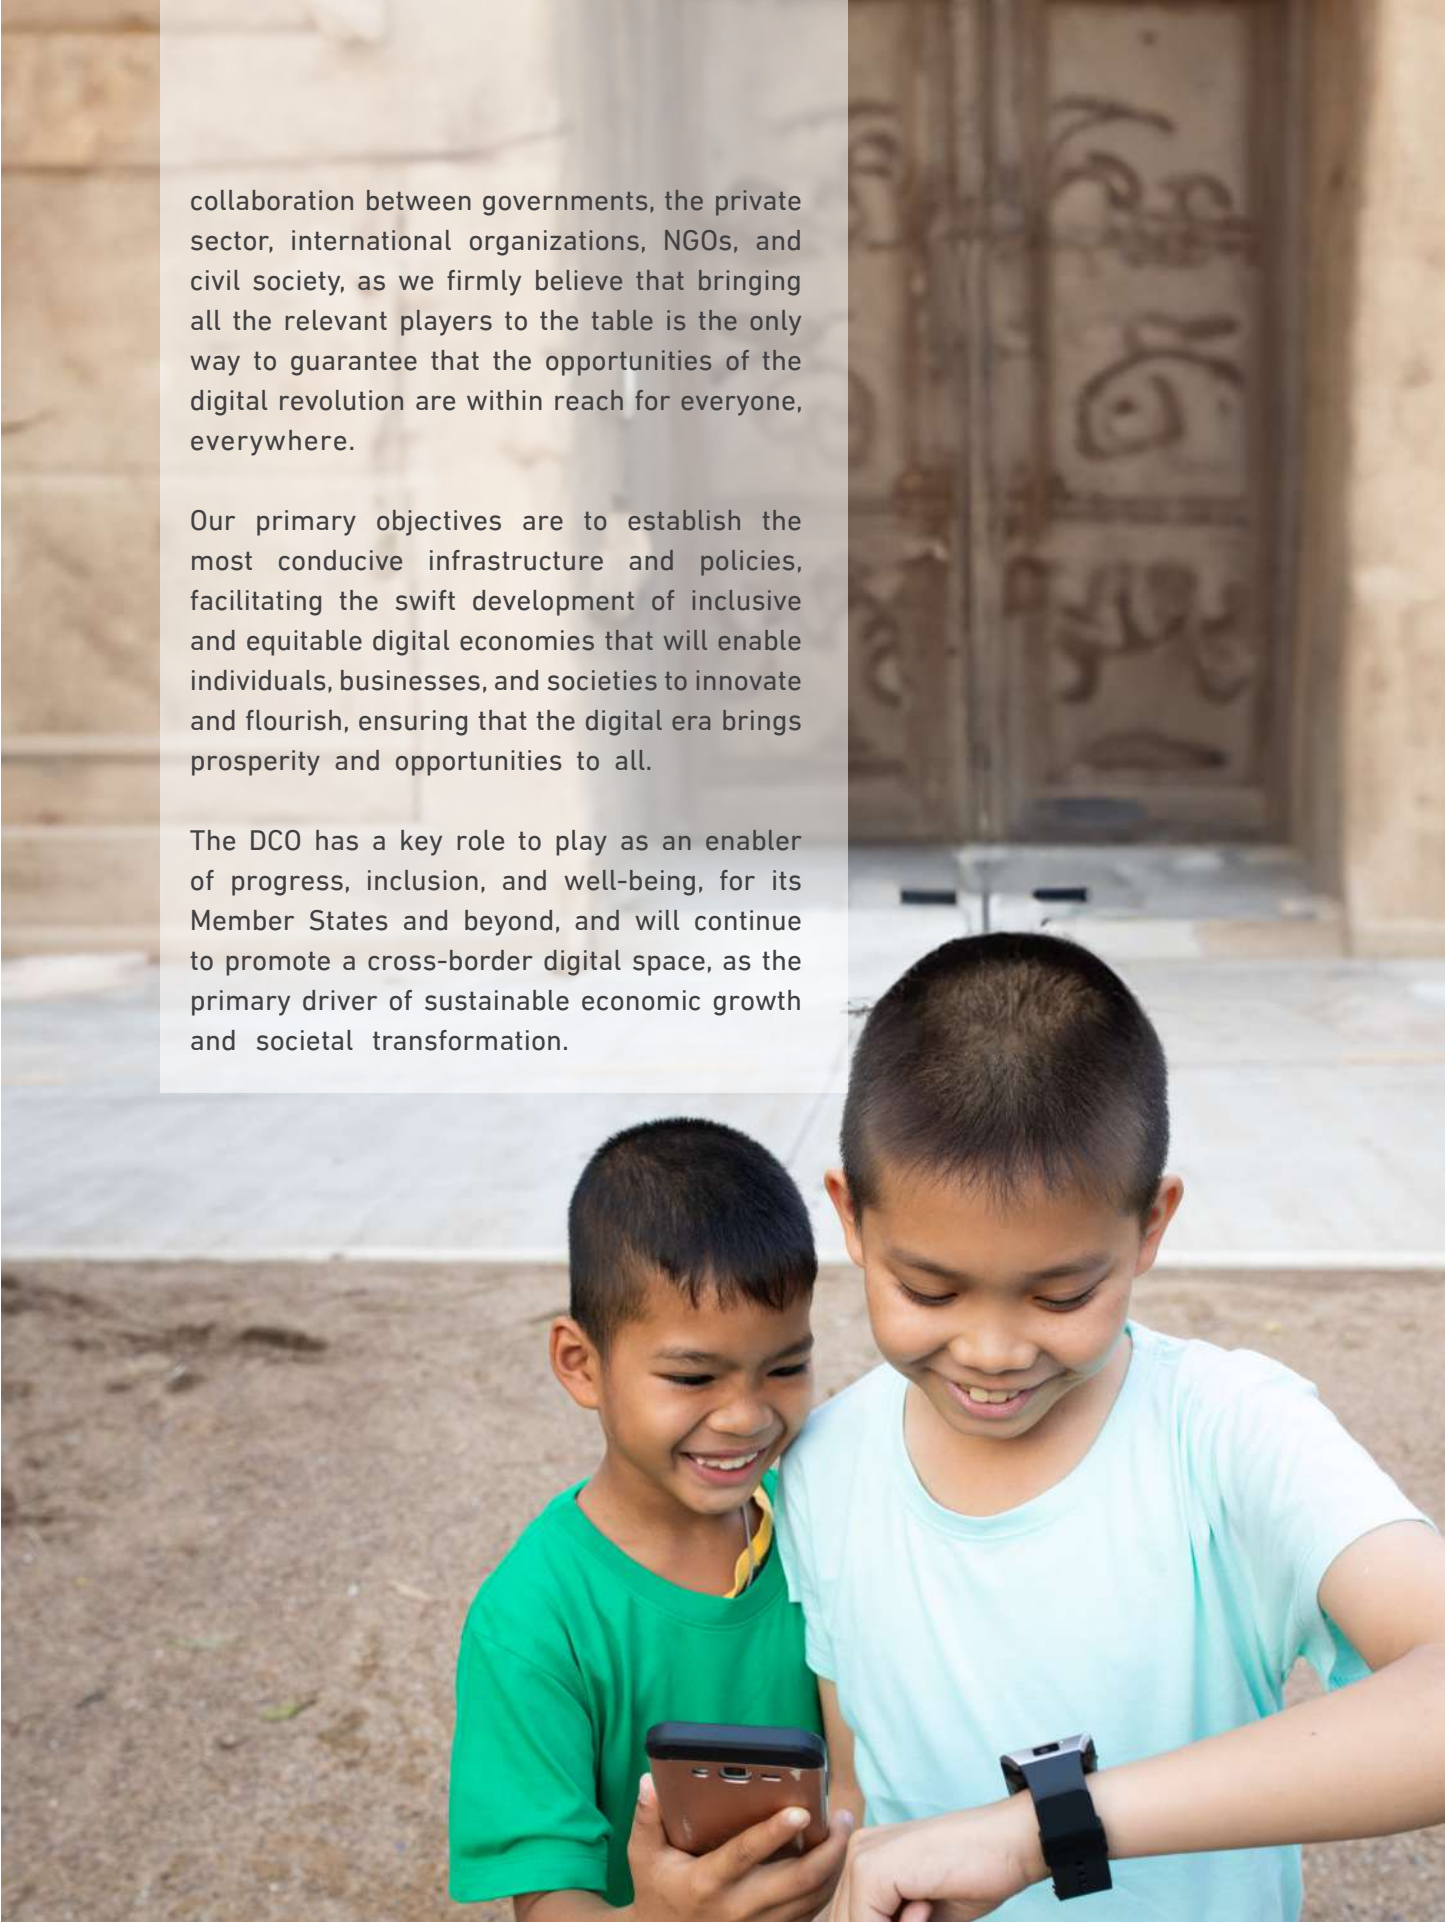 collaboration between governments, the private
sector, international organizations, NGOs, and
civil society, as we firmly believe that bringing
all the relevant players to the table is the only
way to guarantee that the opportunities of the
digital revolution are within reach for everyone,
everywhere.
Our primary objectives are to establish the
most conducive infrastructure and policies,
facilitating the swift development of inclusive
and equitable digital economies that will enable
individuals, businesses, and societies to innovate
and flourish, ensuring that the digital era brings
prosperity and opportunities to all.
The DCO has a key role to play as an enabler
of progress, inclusion, and well-being, for its
Member States and beyond, and will continue
to promote a cross-border digital space, as the
primary driver of sustainable economic growth
and societal transformation.